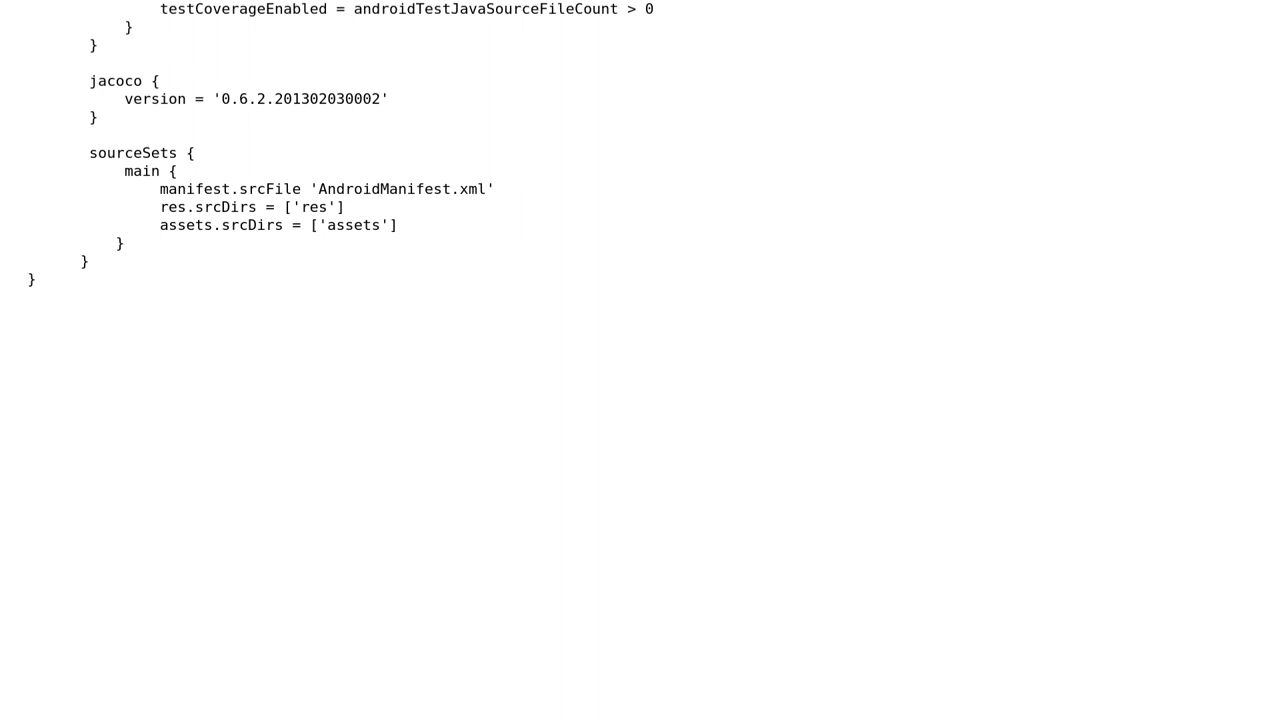 testCoverageEnabled = androidTestJavaSourceFileCount > 0
}
}
jacoco {
version = '0.6.2.201302030002'
}
sourceSets {
main {
manifest.srcFile 'AndroidManifest.xml'
res.srcDirs = ['res']
assets.srcDirs = ['assets']
}
}
}